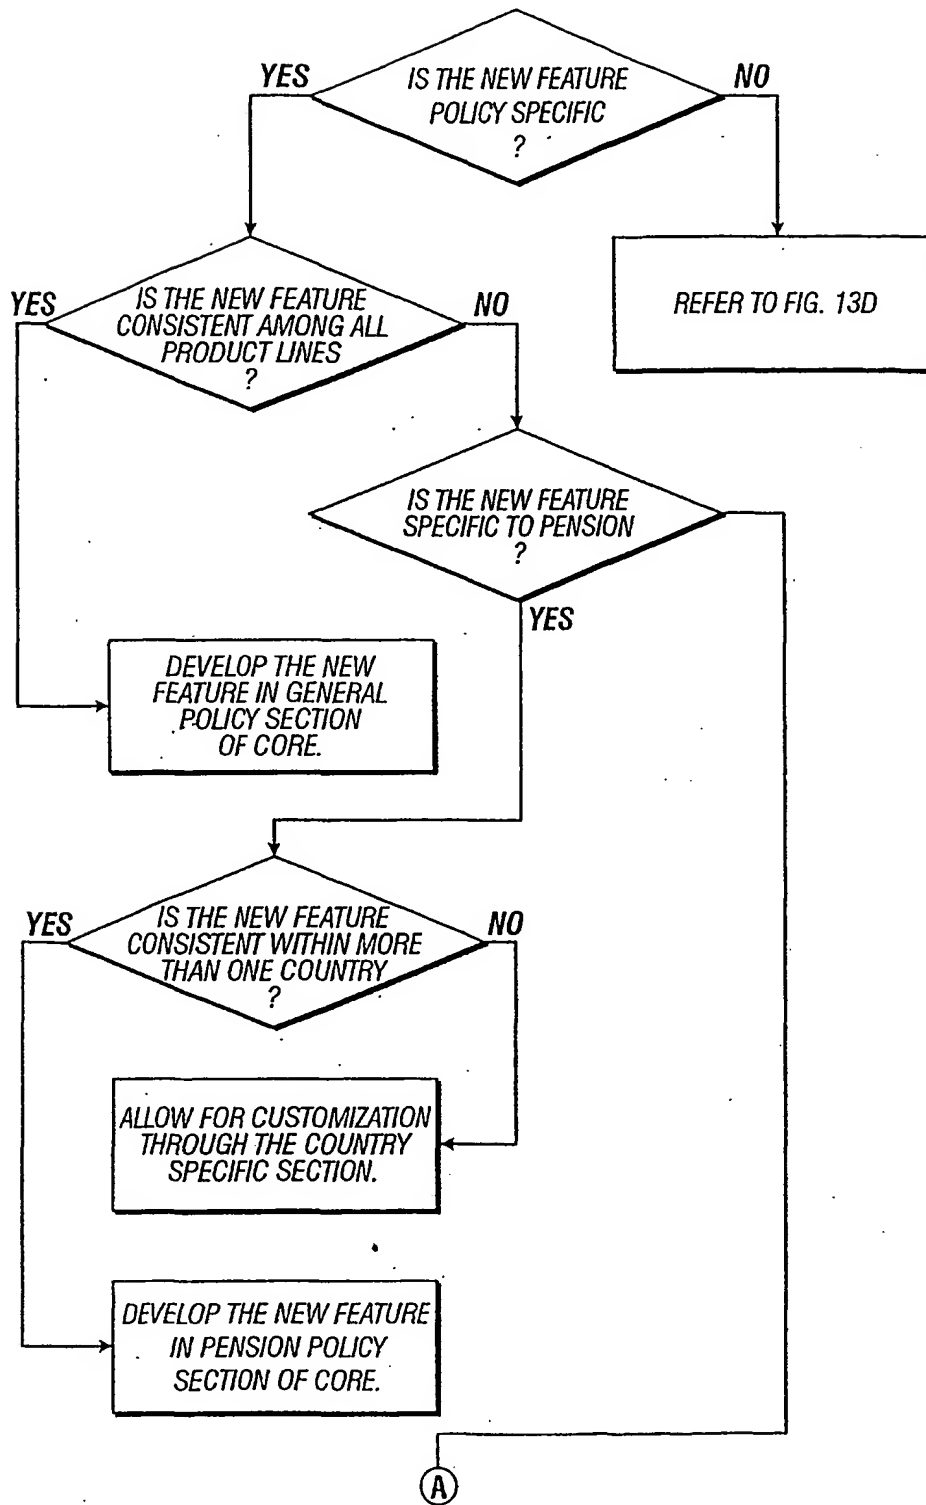 YES
IS THE NEW FEATURE
POLICY SPECIFIC
?
NO
YES
IS THE NEW FEATURE
CONSISTENT AMONG ALL
PRODUCT LINES
?
NO
REFER TO FIG. 13D
IS THE NEW FEATURE
SPECIFIC TO PENSION
?
YES
DEVELOP THE NEW
FEATURE IN GENERAL
POLICY SECTION
OF CORE.
YES
IS THE NEW FEATURE
CONSISTENT WITHIN MORE
THAN ONE COUNTRY
?
NO
ALLOW FOR CUSTOMIZATION
THROUGH THE COUNTRY
SPECIFIC SECTION.
DEVELOP THE NEW FEATURE
IN PENSION POLICY
SECTION OF CORE.
A